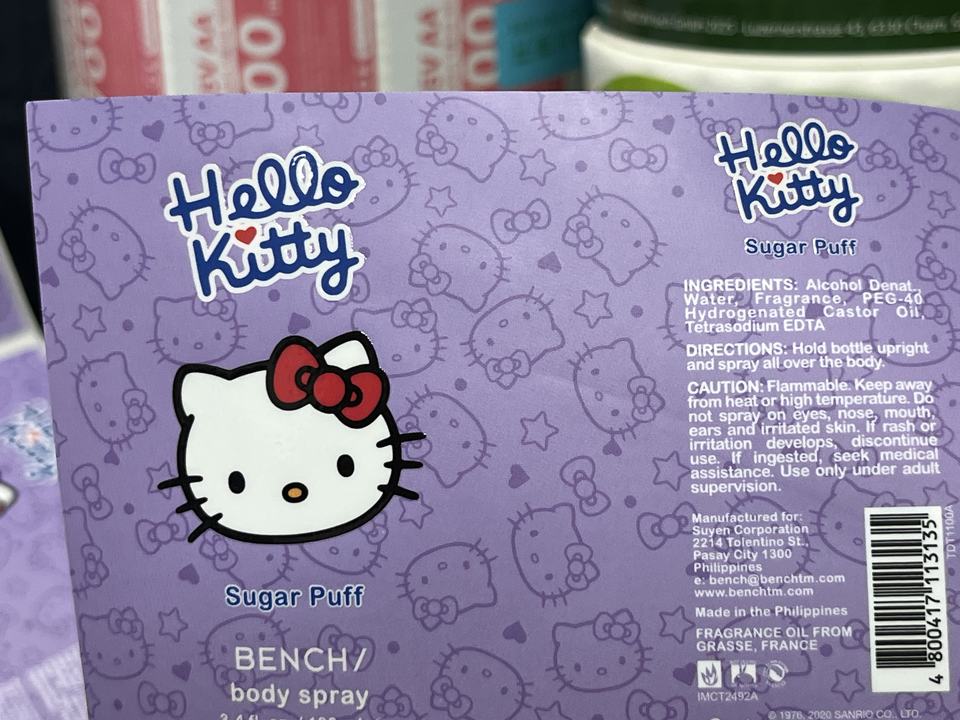 Hello
Kitty
Sugar Puff
BENCH/
body spray
Hello
Kitty
Sugar Puff
INGREDIENTS: Alcohol Denat.,
Water, Fragrance, PEG-40
Hydrogenated Castor Oil,
Tetrasodium EDTA
DIRECTIONS: Hold bottle upright
and spray all over the body.
CAUTION: Flammable. Keep away
from heat or high temperature. Do
not spray on eyes, nose, mouth,
ears and irritated skin. If rash or
irritation develops, discontinue
use. If ingested, seek medical
assistance. Use only under adult
supervision.
Manufactured for:
Suyen Corporation
2214 Tolentino St.,
Pasay City 1300
Philippines
e: bench@benchtm.com
www.benchtm.com
Made in the Philippines
FRAGRANCE OIL FROM
GRASSE, FRANCE
IMCT2492A
4 800417 113135
TDT1100A
© 1976, 2020 SANRIO CO., LTD.